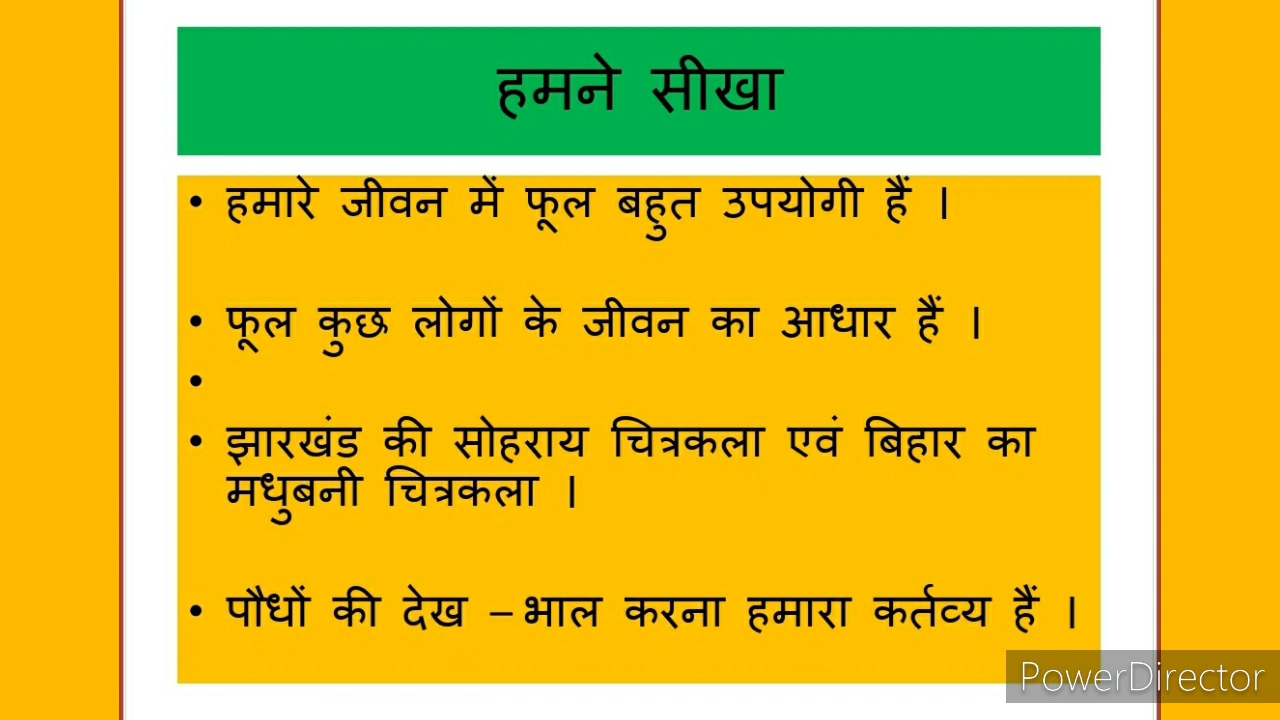 हमने सीखा
• हमारे जीवन में फूल बहुत उपयोगी हैं ।
• फूल कुछ लोगों के जीवन का आधार हैं ।
•
• झारखंड की सोहराय चित्रकला एवं बिहार का
मधुबनी चित्रकला ।
• पौधों की देख – भाल करना हमारा कर्तव्य हैं ।
PowerDirector